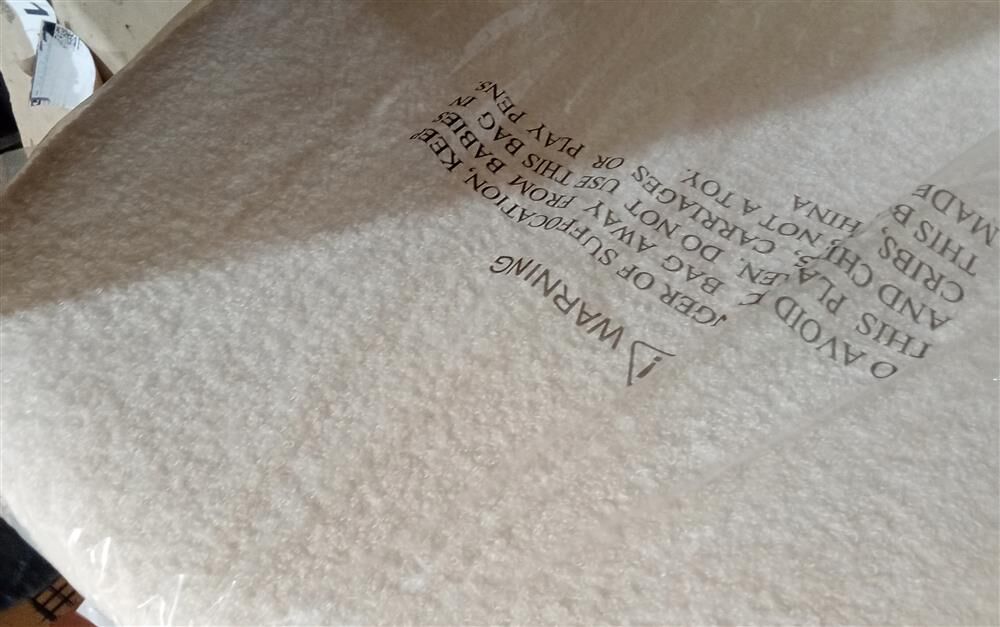 WARNING
O AVOID GER OF SUFFOCATION, KEEP
THIS PLA BAG AWAY FROM BABIES
AND CHI EN. DO NOT USE THIS BAG IN
CRIBS, S, CARRIAGES OR PLAY PENS.
THIS B NOT A TOY.
MADE HINA